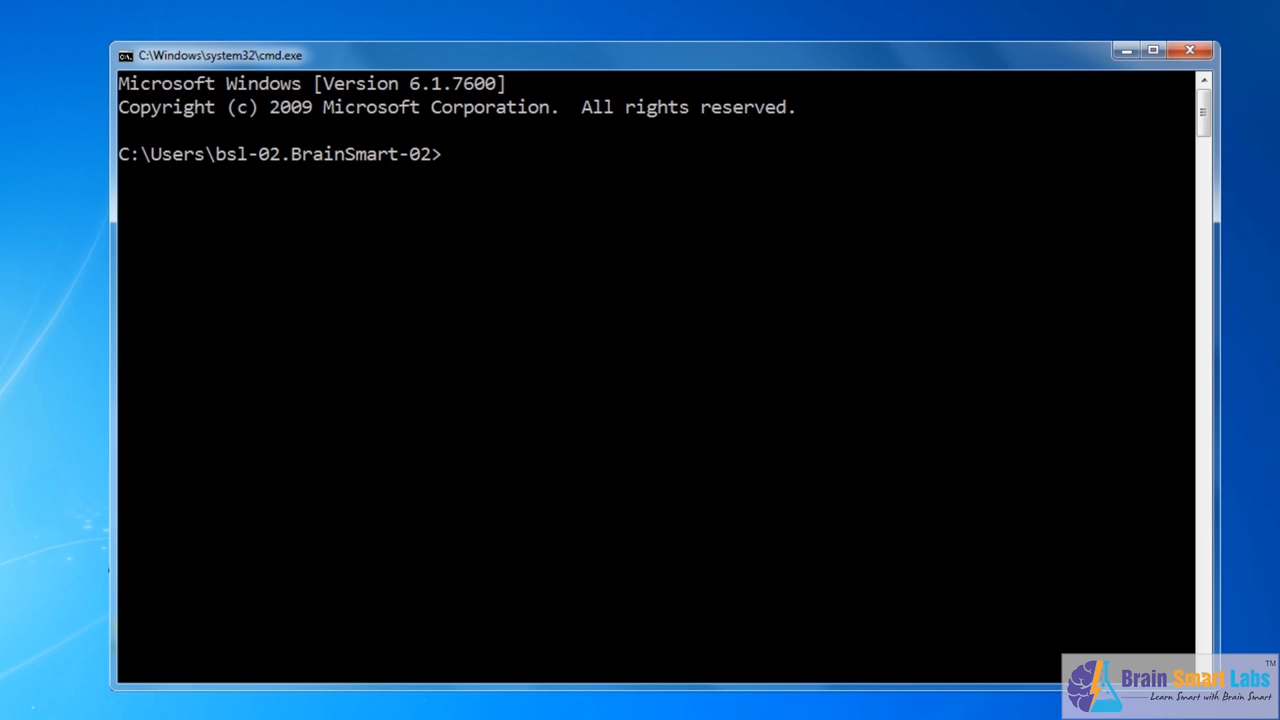 C:\Windows\system32\cmd.exe
Microsoft Windows [Version 6.1.7600]
Copyright (c) 2009 Microsoft Corporation.  All rights reserved.
C:\Users\bsl-02.BrainSmart-02>
Brain Smart Labs TM
Learn Smart with Brain Smart